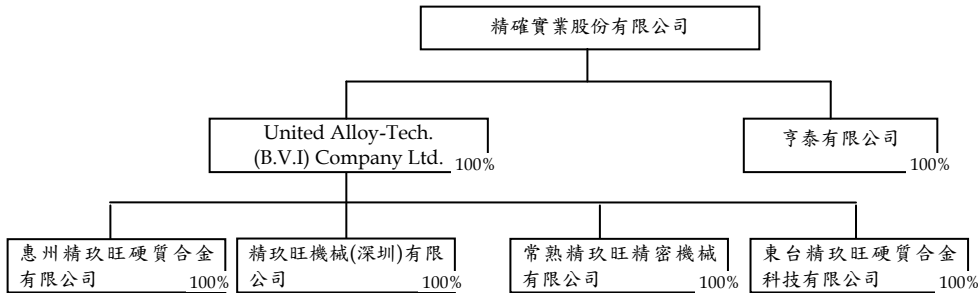 精確實業股份有限公司
United Alloy-Tech.
(B.V.I) Company Ltd.
100%
亨泰有限公司
100%
惠州精玖旺硬質合金
有限公司
100%
精玖旺機械(深圳)有限
公司
100%
常熟精玖旺精密機械
有限公司
100%
東台精玖旺硬質合金
科技有限公司
100%